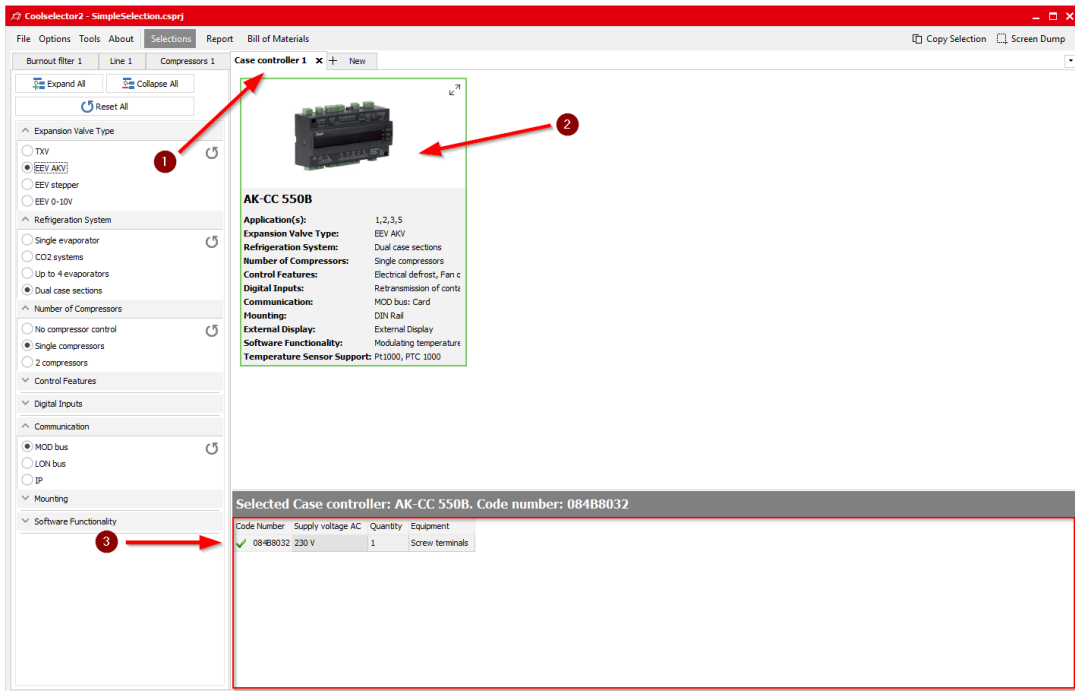 Coolselector2 - SimpleSelection.csprj
File Options Tools About Selections Report Bill of Materials Copy Selection Screen Dump
Burnout filter 1 Line 1 Compressors 1 Case controller 1 x + New
Expand All Collapse All
Reset All
Expansion Valve Type
TXV
EEV AKV
EEV stepper
EEV 0-10V
Refrigeration System
Single evaporator
CO2 systems
Up to 4 evaporators
Dual case sections
Number of Compressors
No compressor control
Single compressors
2 compressors
Control Features
Digital Inputs
Communication
MOD bus
LON bus
IP
Mounting
Software Functionality
1
2
3
AK-CC 550B
Application(s): 1,2,3,5
Expansion Valve Type: EEV AKV
Refrigeration System: Dual case sections
Number of Compressors: Single compressors
Control Features: Electrical defrost, Fan c
Digital Inputs: Retransmission of conta
Communication: MOD bus: Card
Mounting: DIN Rail
External Display: External Display
Software Functionality: Modulating temperature
Temperature Sensor Support: Pt1000, PTC 1000
Selected Case controller: AK-CC 550B. Code number: 084B8032
Code Number Supply voltage AC Quantity Equipment
084B8032 230 V 1 Screw terminals